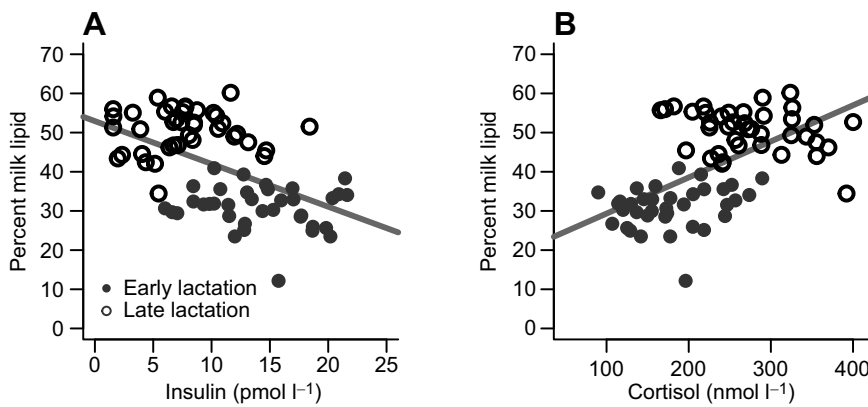 A
70
60
50
40
30
20
10
0
Percent milk lipid
Early lactation
Late lactation
0 5 10 15 20 25
Insulin (pmol l⁻¹)
B
70
60
50
40
30
20
10
0
Percent milk lipid
100 200 300 400
Cortisol (nmol l⁻¹)